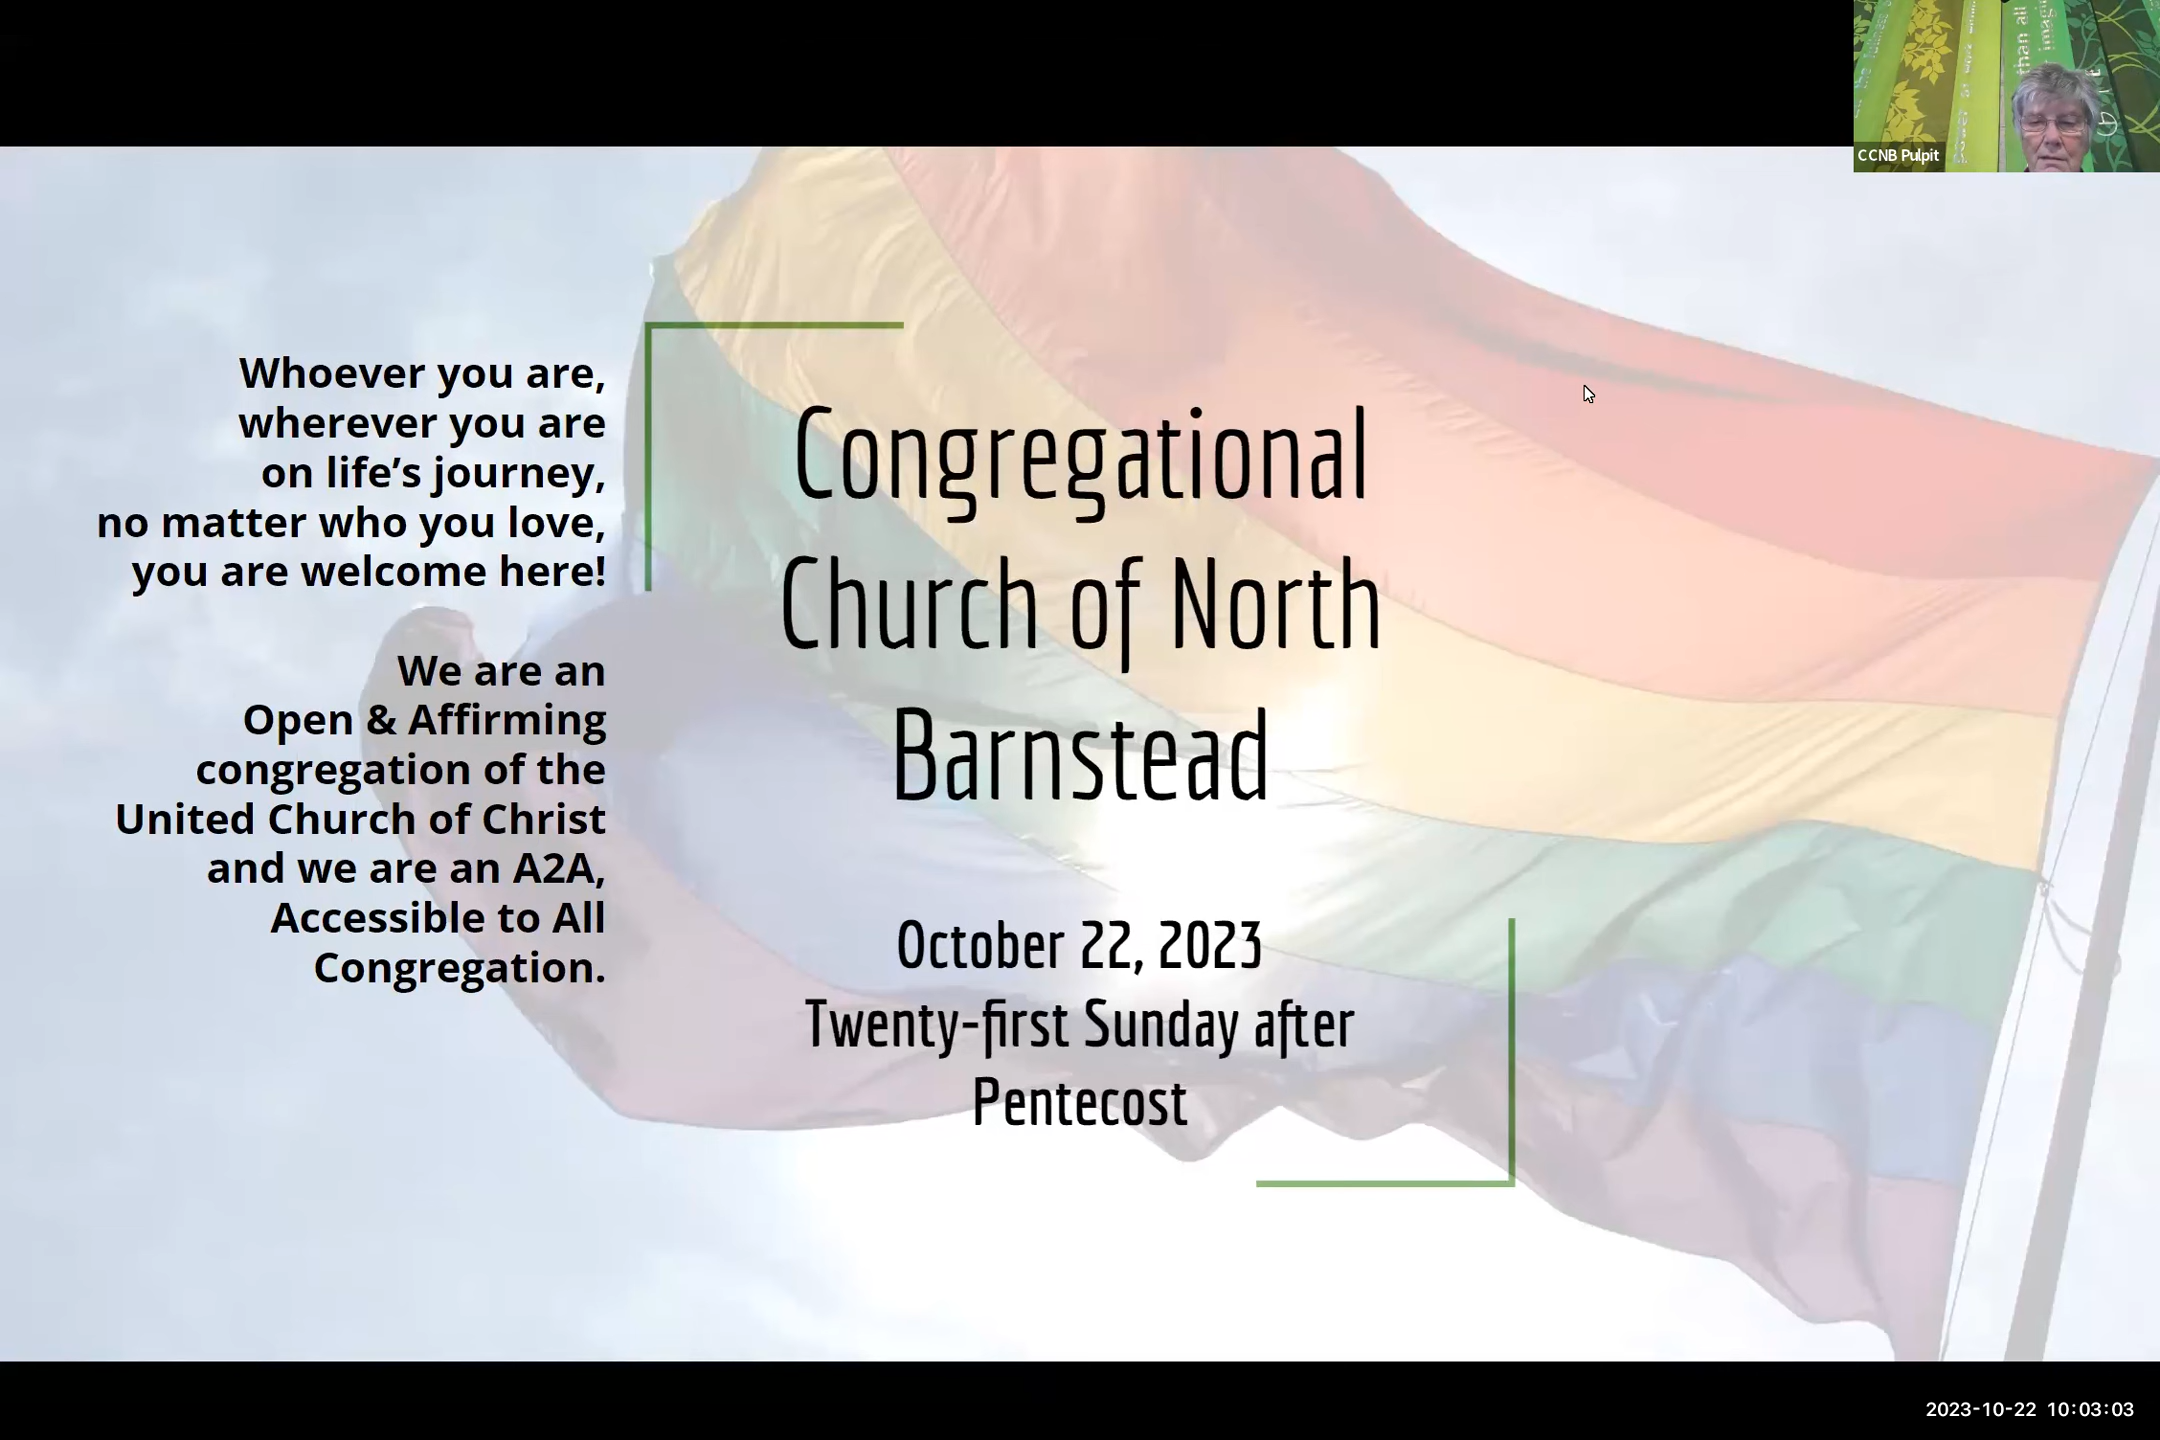 Whoever you are,
wherever you are
on life’s journey,
no matter who you love,
you are welcome here!
We are an
Open & Affirming
congregation of the
United Church of Christ
and we are an A2A,
Accessible to All
Congregation.
Congregational
Church of North
Barnstead
October 22, 2023
Twenty-first Sunday after
Pentecost
than all
CCNB Pulpit
2023-10-22 10:03:03